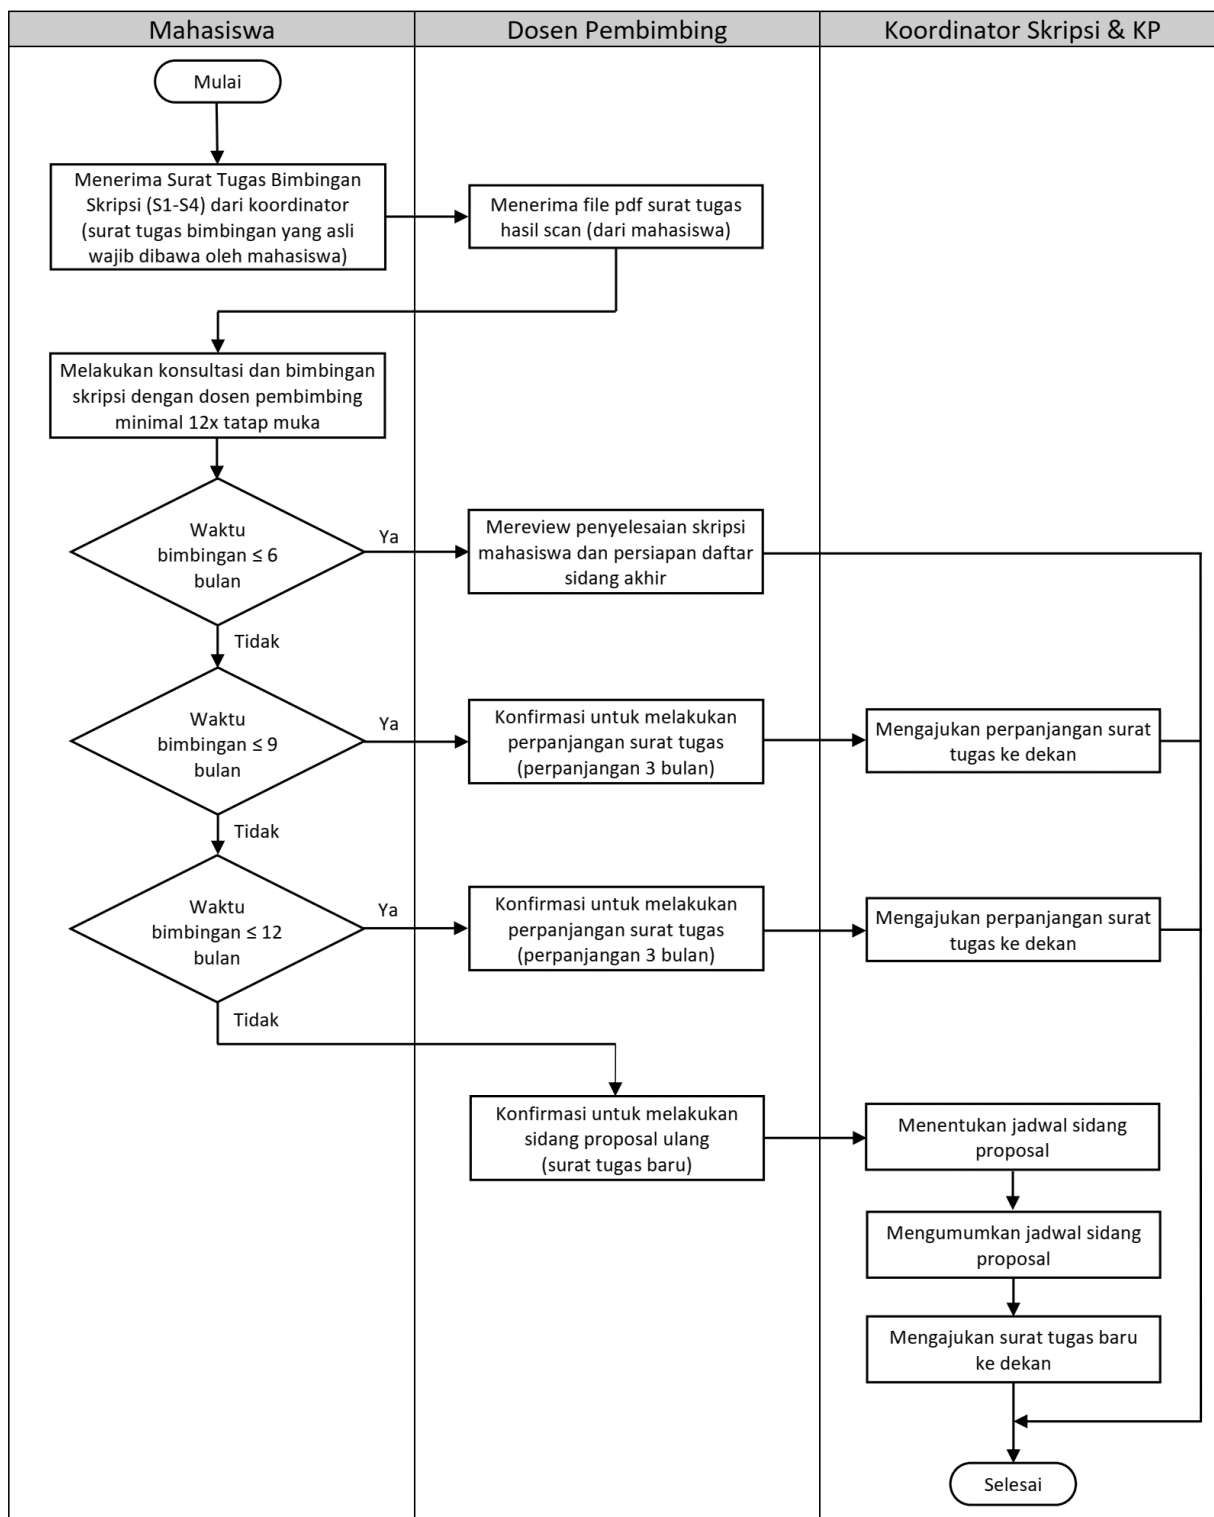 Mahasiswa
Dosen Pembimbing
Koordinator Skripsi & KP
Mulai
Menerima Surat Tugas Bimbingan
Skripsi (S1-S4) dari koordinator
(surat tugas bimbingan yang asli
wajib dibawa oleh mahasiswa)
Menerima file pdf surat tugas
hasil scan (dari mahasiswa)
Melakukan konsultasi dan bimbingan
skripsi dengan dosen pembimbing
minimal 12x tatap muka
Waktu
bimbingan ≤ 6
bulan
Ya
Mereview penyelesaian skripsi
mahasiswa dan persiapan daftar
sidang akhir
Tidak
Waktu
bimbingan ≤ 9
bulan
Ya
Konfirmasi untuk melakukan
perpanjangan surat tugas
(perpanjangan 3 bulan)
Mengajukan perpanjangan surat
tugas ke dekan
Tidak
Waktu
bimbingan ≤ 12
bulan
Ya
Konfirmasi untuk melakukan
perpanjangan surat tugas
(perpanjangan 3 bulan)
Mengajukan perpanjangan surat
tugas ke dekan
Tidak
Konfirmasi untuk melakukan
sidang proposal ulang
(surat tugas baru)
Menentukan jadwal sidang
proposal
Mengumumkan jadwal sidang
proposal
Mengajukan surat tugas baru
ke dekan
Selesai